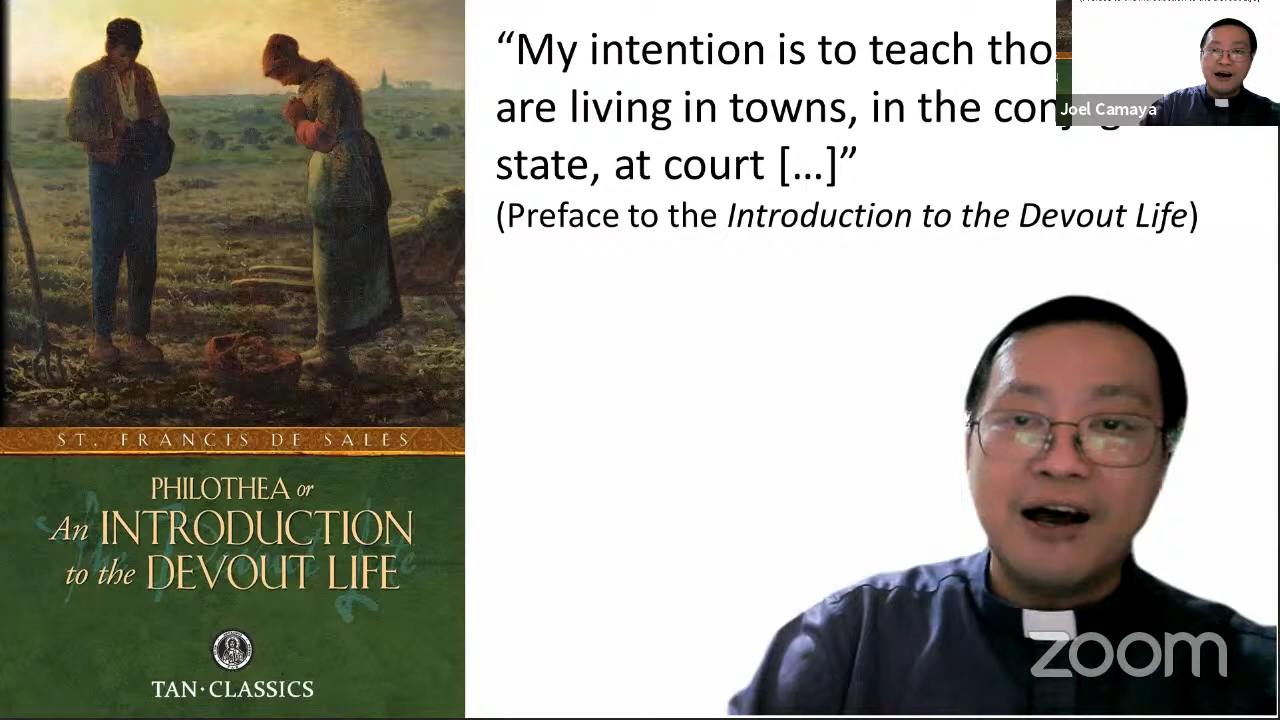 “My intention is to teach tho
are living in towns, in the
state, at court [...]”
(Preface to the Introduction to the Devout Life)
Joel Camaya
ST. FRANCIS DE SALES
PHILOTHEA or
An INTRODUCTION
to the DEVOUT LIFE
TAN·CLASSICS
zoom